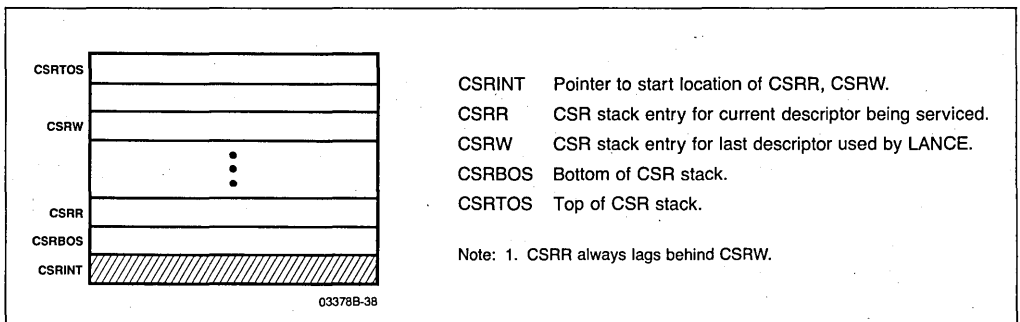 CSRTOS
CSRW
CSRR
CSRBOS
CSRINT
03378B-38
CSRINT Pointer to start location of CSRR, CSRW.
CSRR CSR stack entry for current descriptor being serviced.
CSRW CSR stack entry for last descriptor used by LANCE.
CSRBOS Bottom of CSR stack.
CSRTOS Top of CSR stack.
Note: 1. CSRR always lags behind CSRW.